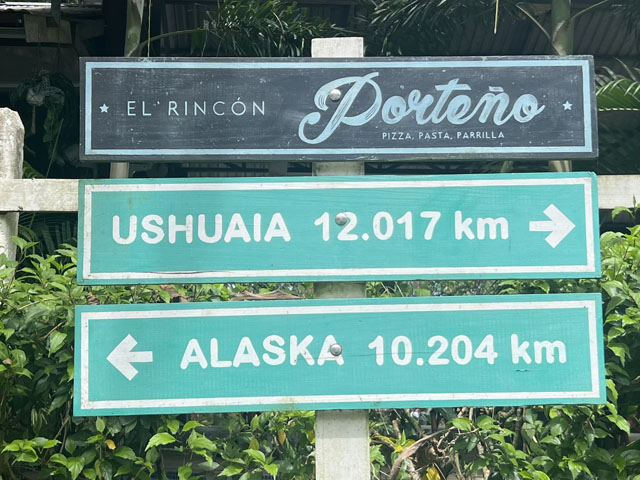 EL RINCÓN Porteño
PIZZA, PASTA, PARRILLA
USHUAIA 12.017 km →
← ALASKA 10.204 km